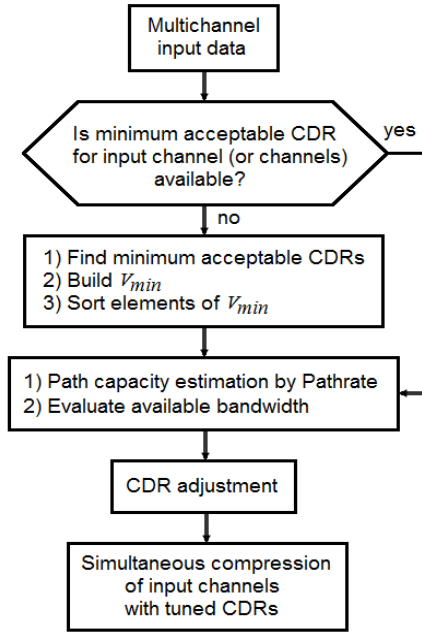 Multichannel
input data
Is minimum acceptable CDR
for input channel (or channels)
available?
yes
no
1) Find minimum acceptable CDRs
2) Build Vmin
3) Sort elements of Vmin
1) Path capacity estimation by Pathrate
2) Evaluate available bandwidth
CDR adjustment
Simultaneous compression
of input channels
with tuned CDRs